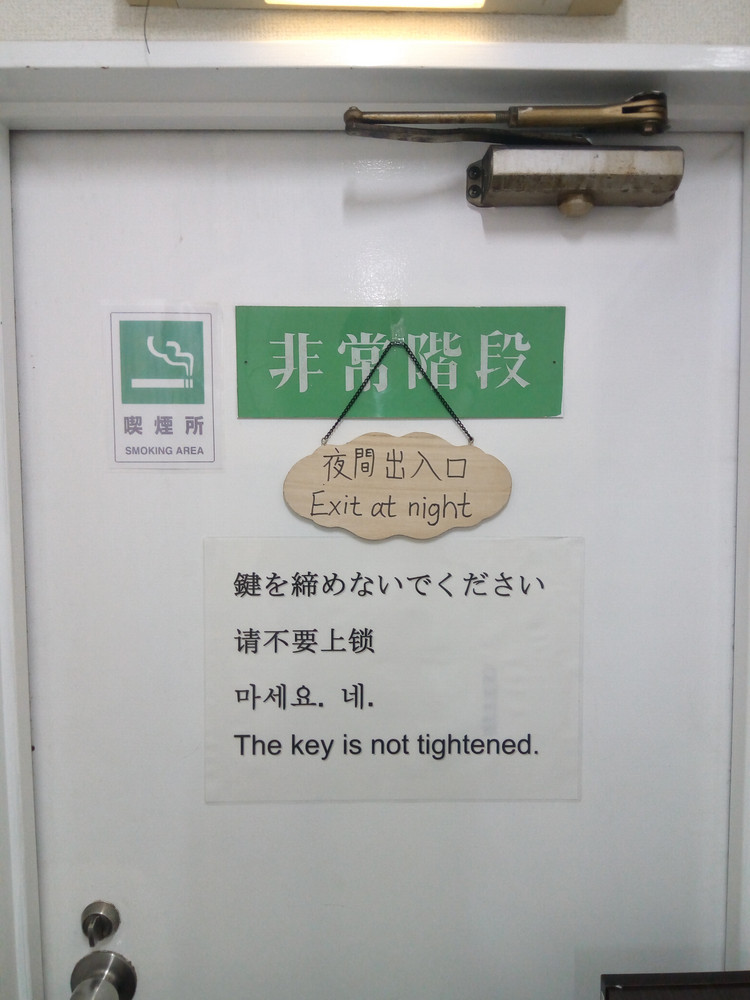 非常階段
喫煙所
SMOKING AREA
夜間出入口
Exit at night
鍵を締めないでください
请不要上锁
마세요. 네.
The key is not tightened.